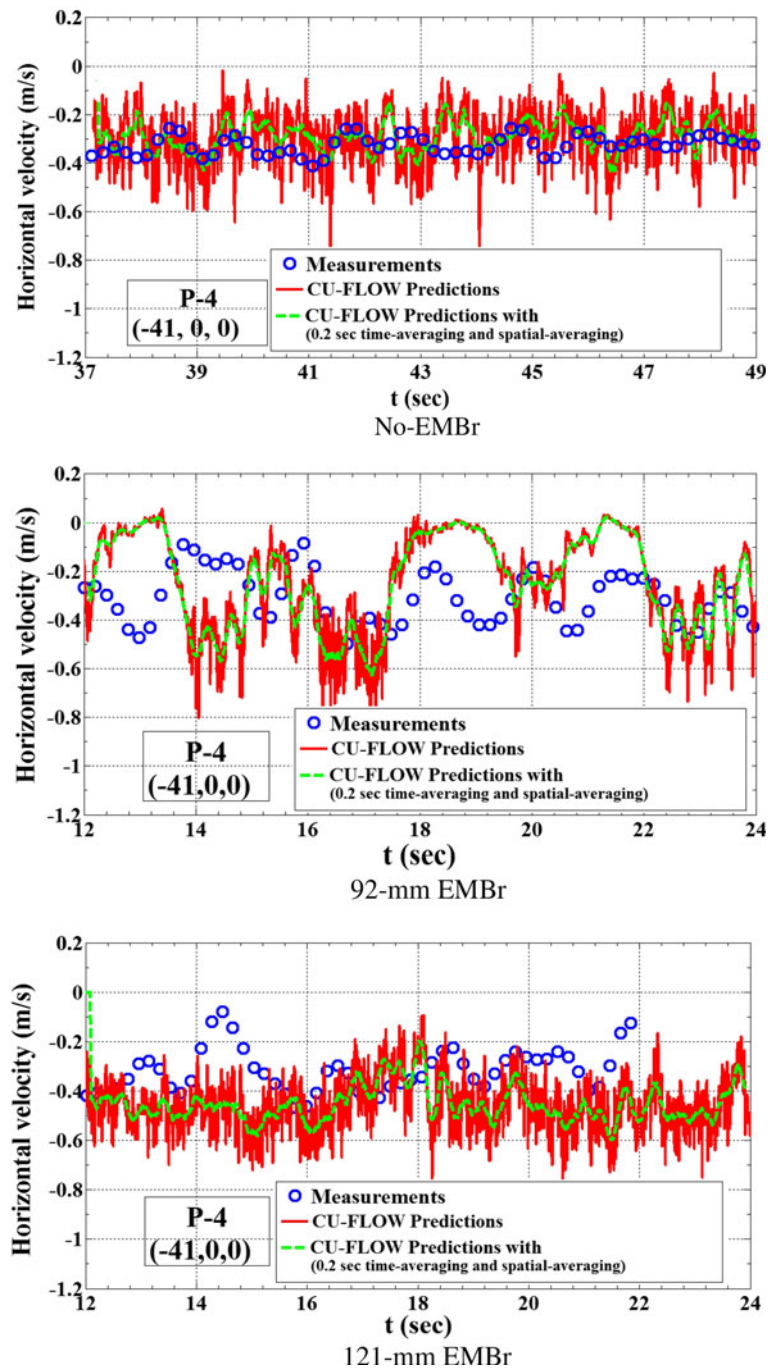 0.2
0
-0.2
-0.4
-0.6
-0.8
-1
-1.2
Horizontal velocity (m/s)
Measurements
CU-FLOW Predictions
CU-FLOW Predictions with
(0.2 sec time-averaging and spatial-averaging)
P-4
(-41, 0, 0)
37 39 41 43 45 47 49
t (sec)
No-EMBr
0.2
0
-0.2
-0.4
-0.6
-0.8
-1
-1.2
Horizontal velocity (m/s)
Measurements
CU-FLOW Predictions
CU-FLOW Predictions with
(0.2 sec time-averaging and spatial-averaging)
P-4
(-41,0,0)
12 14 16 18 20 22 24
t (sec)
92-mm EMBr
0.2
0
-0.2
-0.4
-0.6
-0.8
-1
-1.2
Horizontal velocity (m/s)
Measurements
CU-FLOW Predictions
CU-FLOW Predictions with
(0.2 sec time-averaging and spatial-averaging)
P-4
(-41,0,0)
12 14 16 18 20 22 24
t (sec)
121-mm EMBr